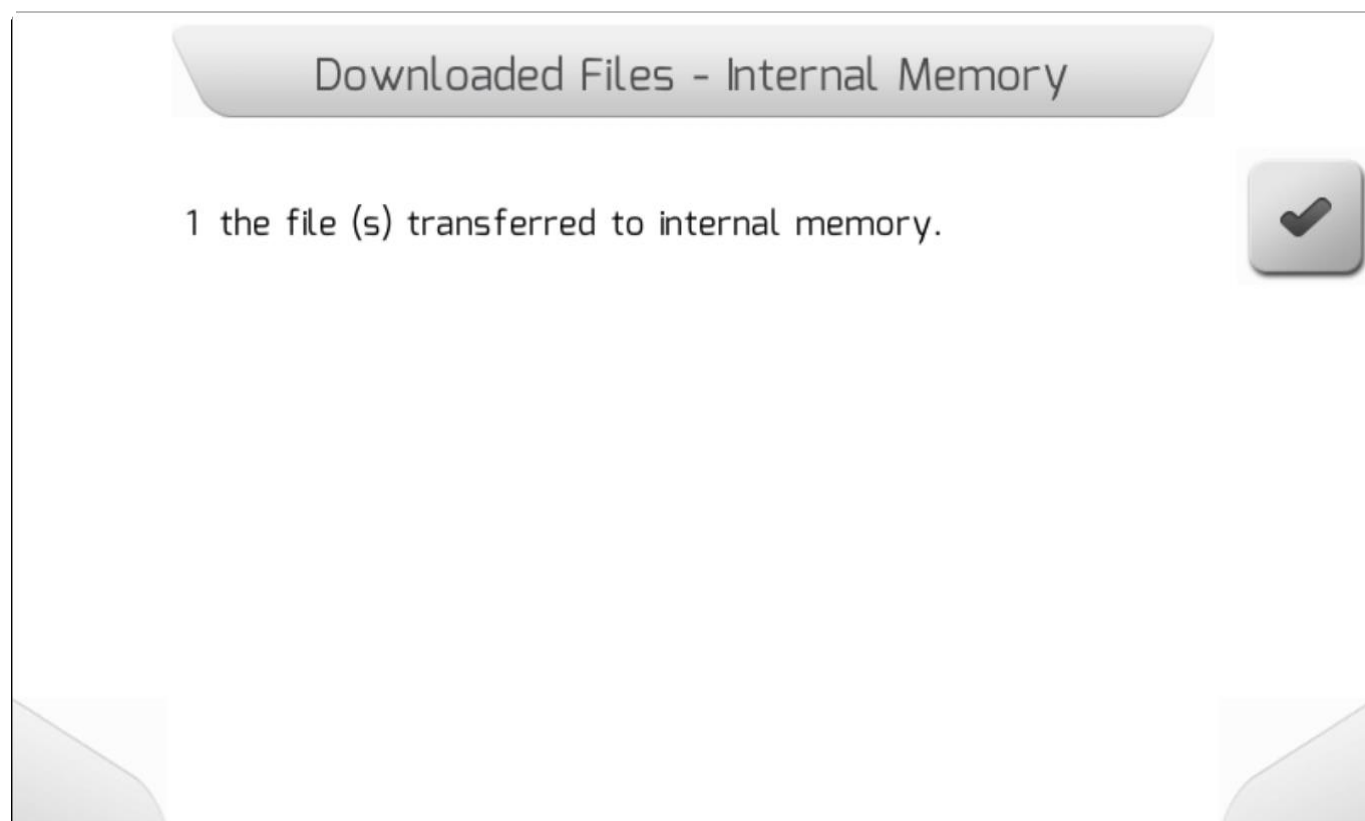 Downloaded Files - Internal Memory
1 the file (s) transferred to internal memory.